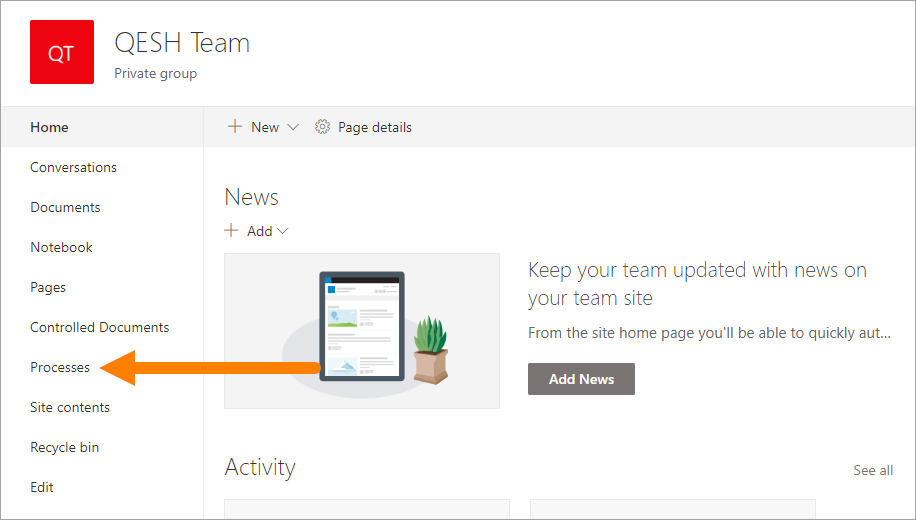 QT
QESH Team
Private group
Home
Conversations
Documents
Notebook
Pages
Controlled Documents
Processes
Site contents
Recycle bin
Edit
New
Page details
News
Add
Keep your team updated with news on
your team site
From the site home page you'll be able to quickly aut...
Add News
Activity
See all